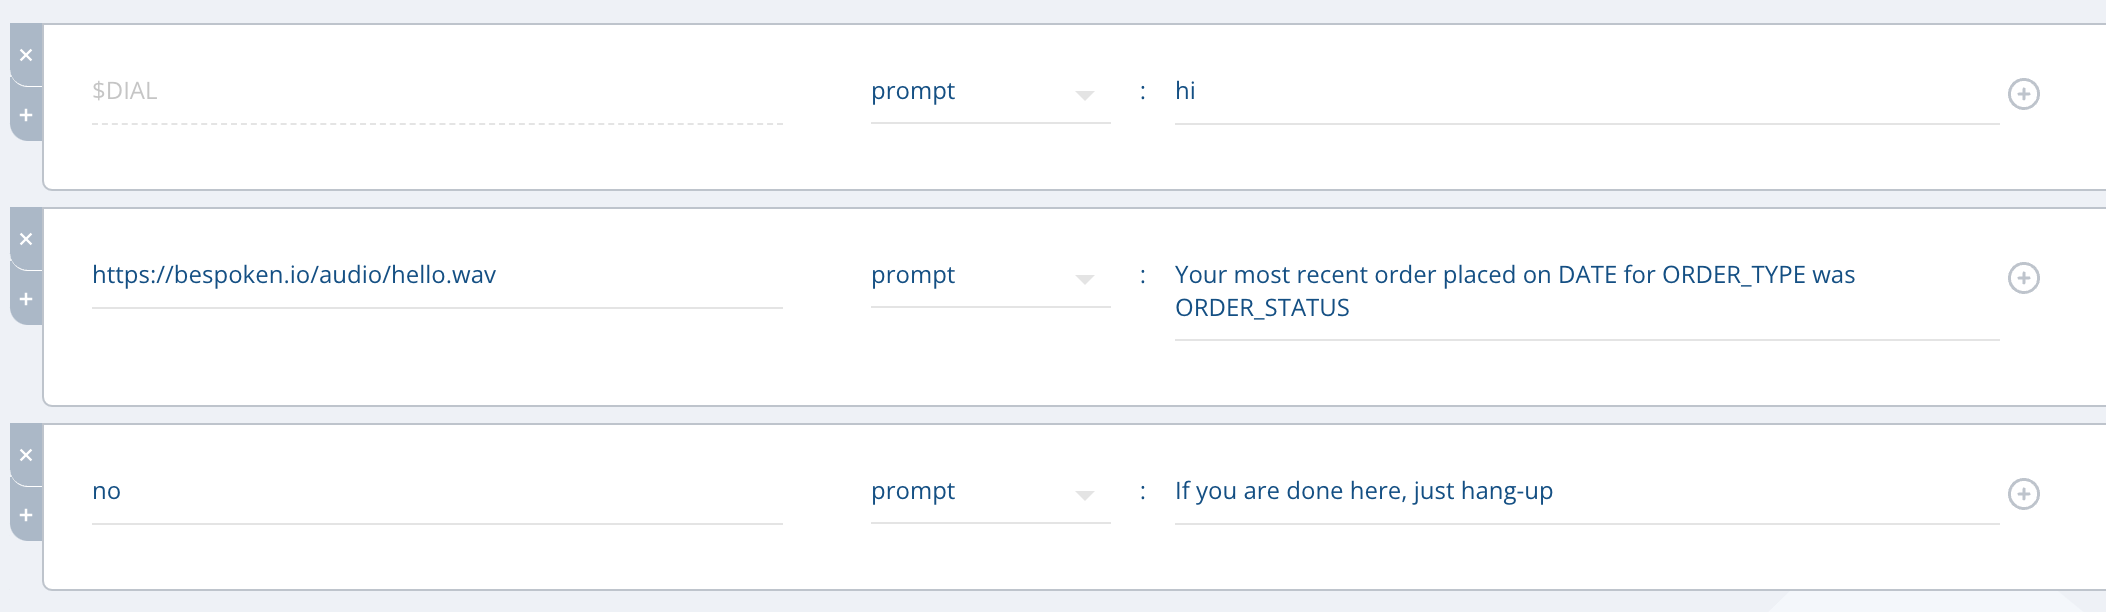 $DIAL prompt : hi
https://bespoken.io/audio/hello.wav prompt : Your most recent order placed on DATE for ORDER_TYPE was
ORDER_STATUS
no prompt : If you are done here, just hang-up